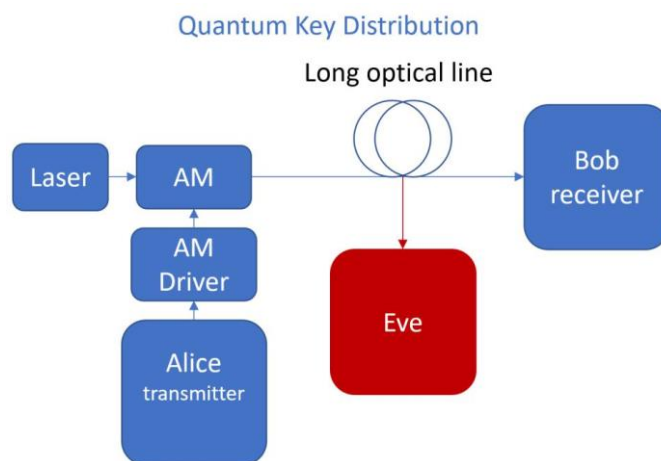 Quantum Key Distribution
Long optical line
Laser
AM
Bob
receiver
AM
Driver
Eve
Alice
transmitter